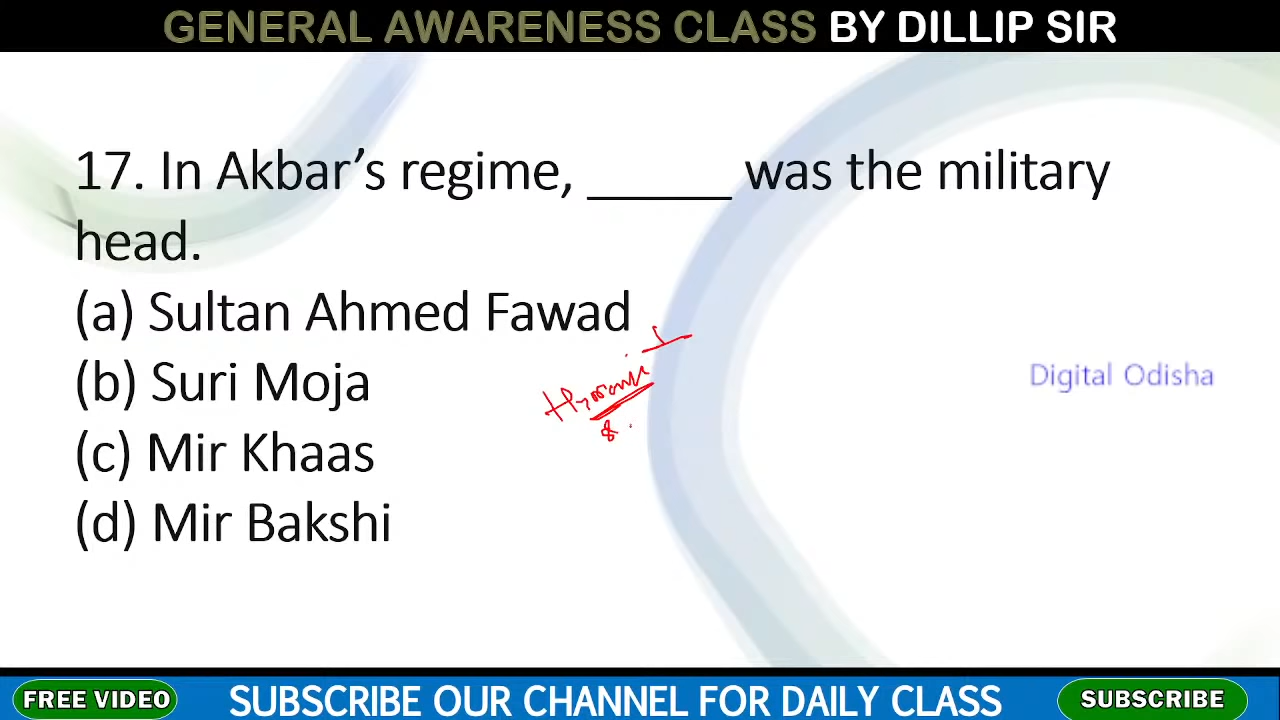 GENERAL AWARENESS CLASS BY DILLIP SIR
17. In Akbar’s regime, _____ was the military
head.
(a) Sultan Ahmed Fawad
(b) Suri Moja
(c) Mir Khaas
(d) Mir Bakshi
Digital Odisha
FREE VIDEO
SUBSCRIBE OUR CHANNEL FOR DAILY CLASS
SUBSCRIBE